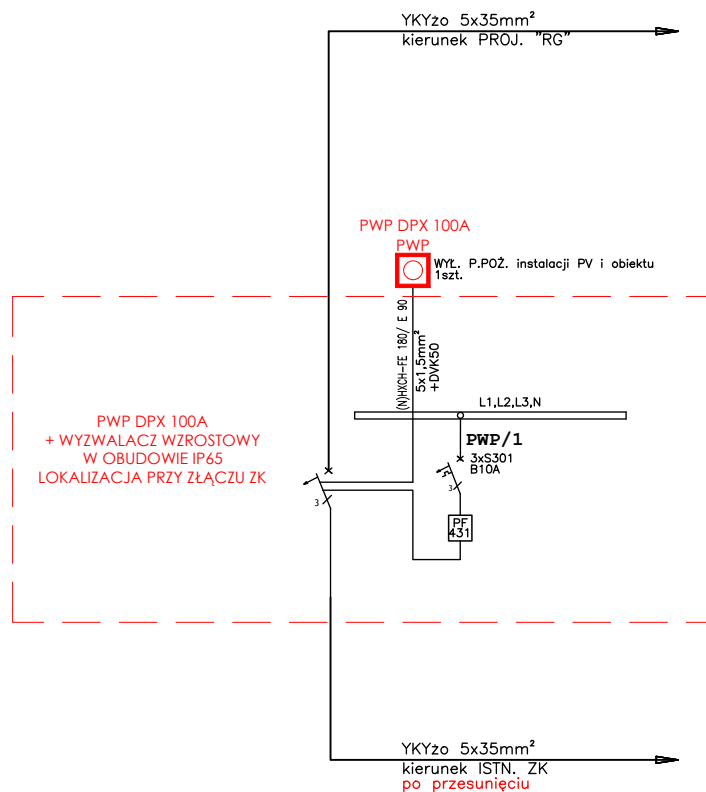 YKYżo 5x35mm²
kierunek PROJ. "RG"
PWP DPX 100A
PWP
WYŁ. P.POŻ. instalacji PV i obiektu
1szt.
(N)HXCH-FE 180/ E 90
5x1,5mm²
+DVK50
L1,L2,L3,N
PWP/1
3xS301
B10A
3
3
PF
431
PWP DPX 100A
+ WYZWALACZ WZROSTOWY
W OBUDOWIE IP65
LOKALIZACJA PRZY ZŁĄCZU ZK
YKYżo 5x35mm²
kierunek ISTN. ZK
po przesunięciu